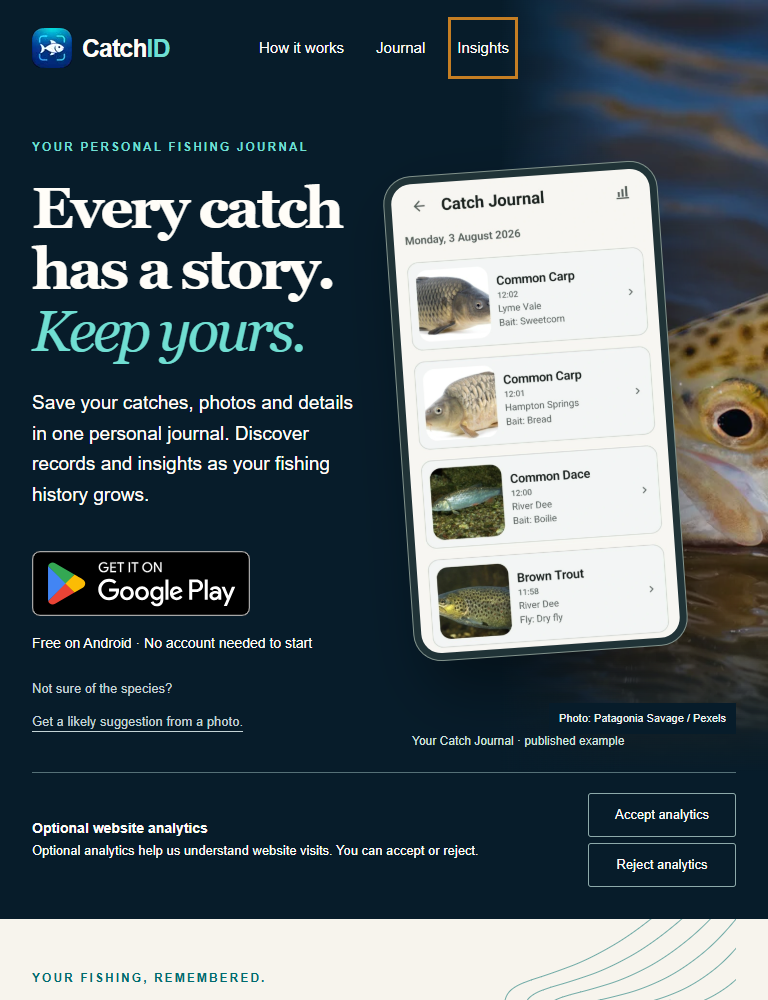 CatchID
How it works
Journal
Insights
YOUR PERSONAL FISHING JOURNAL
Every catch
has a story.
Keep yours.
Save your catches, photos and details
in one personal journal. Discover
records and insights as your fishing
history grows.
GET IT ON
Google Play
Free on Android · No account needed to start
Not sure of the species?
Get a likely suggestion from a photo.
Catch Journal
Monday, 3 August 2026
Common Carp
12:02
Lyme Vale
Bait: Sweetcorn
Common Carp
12:01
Hampton Springs
Bait: Bread
Common Dace
12:00
River Dee
Bait: Boilie
Brown Trout
11:58
River Dee
Fly: Dry fly
Photo: Patagonia Savage / Pexels
Your Catch Journal · published example
Optional website analytics
Optional analytics help us understand website visits. You can accept or reject.
Accept analytics
Reject analytics
YOUR FISHING, REMEMBERED.